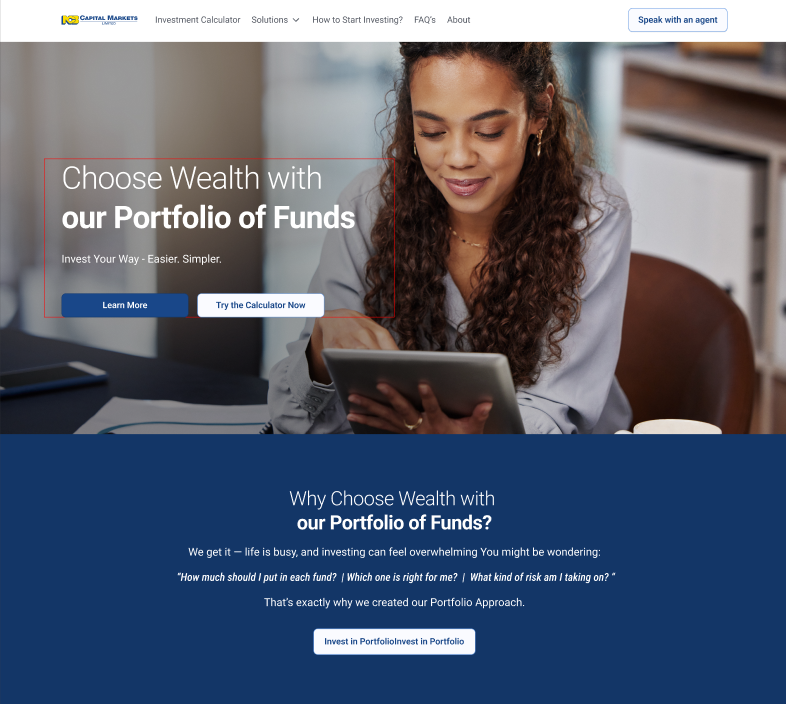 NCB CAPITAL MARKETS
LIMITED
Investment Calculator
Solutions
How to Start Investing?
FAQ's
About
Speak with an agent
Choose Wealth with
our Portfolio of Funds
Invest Your Way - Easier. Simpler.
Learn More
Try the Calculator Now
Why Choose Wealth with
our Portfolio of Funds?
We get it — life is busy, and investing can feel overwhelming You might be wondering:
"How much should I put in each fund? | Which one is right for me? | What kind of risk am I taking on? "
That's exactly why we created our Portfolio Approach.
Invest in PortfolioInvest in Portfolio